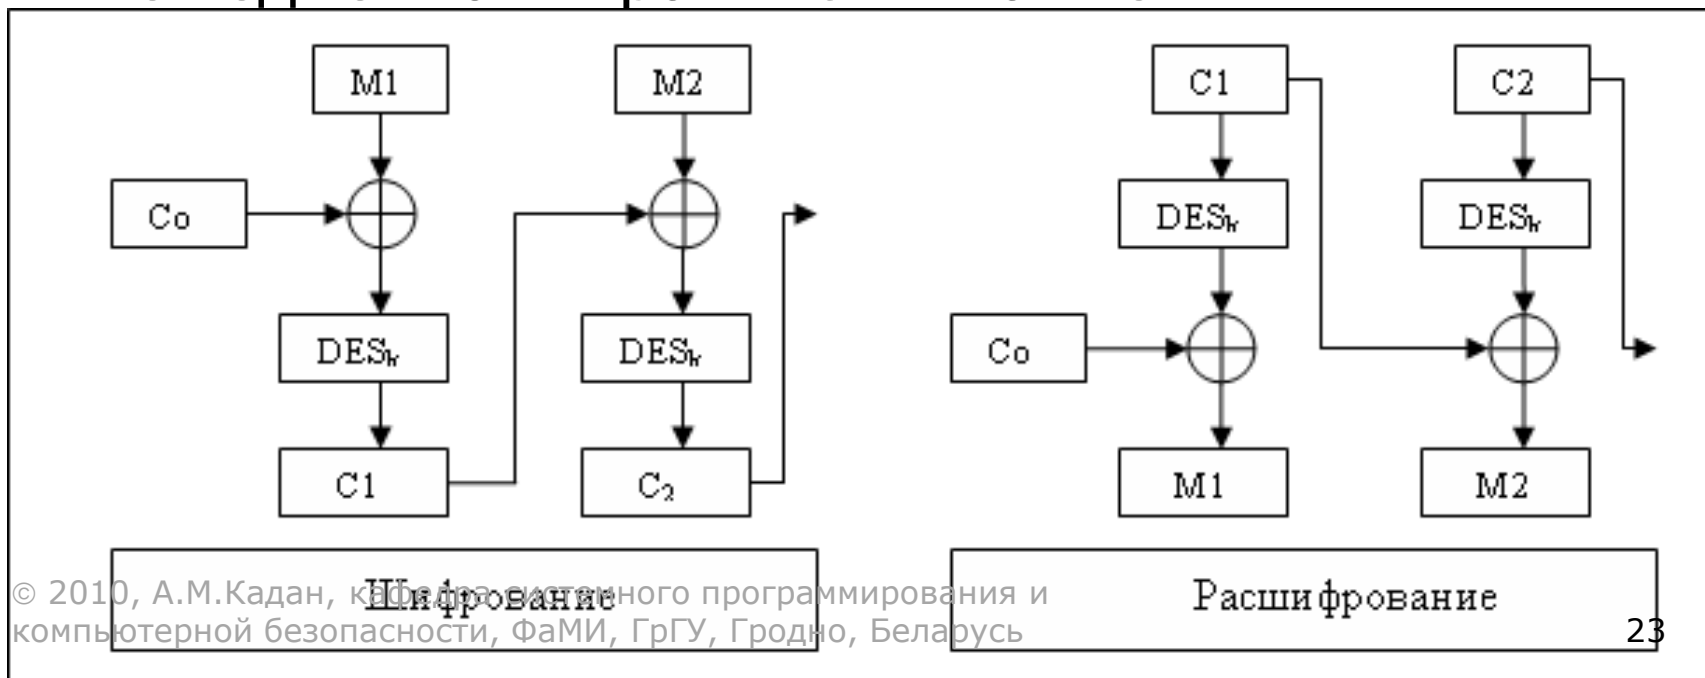 M1 M2 C1 C2
Co DESk DESk
DESk DESk Co
C1 C₂ M1 M2
Шифрование Расшифрование
© 2010, А.М.Кадан, кафедра системного программирования и
компьютерной безопасности, ФаМИ, ГрГУ, Гродно, Беларусь
23